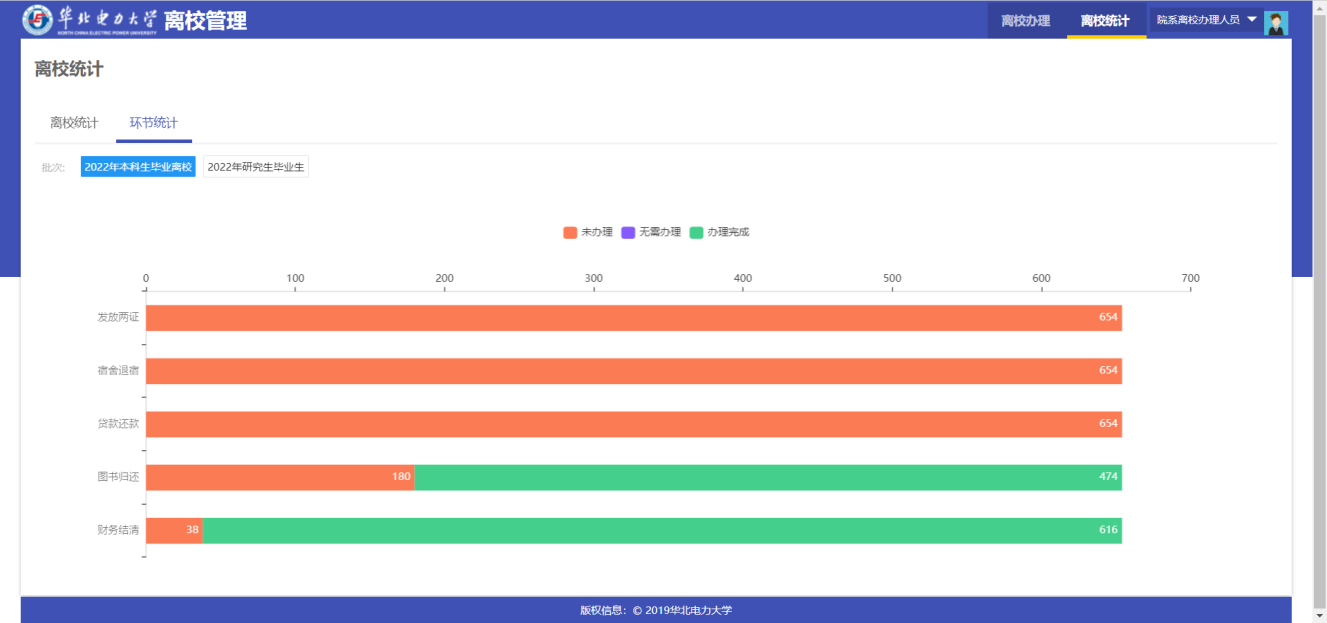 华北电力大学 离校管理 离校办理 离校统计 院系离校办理人员
NORTH CHINA ELECTRIC POWER UNIVERSITY
离校统计
离校统计 环节统计
批次: 2022年本科生毕业离校 2022年研究生毕业生
未办理 无需办理 办理完成
0 100 200 300 400 500 600 700
发放两证 654
宿舍退宿 654
贷款还款 654
图书归还 180 474
财务结清 38 616
版权信息：© 2019华北电力大学